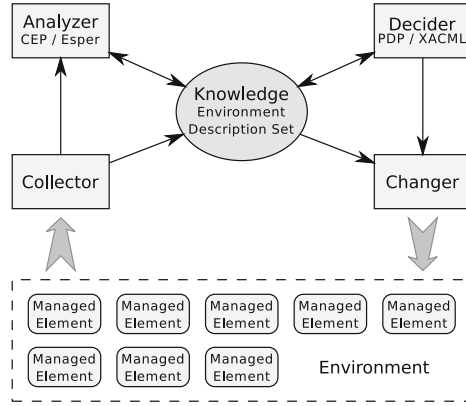 Analyzer
CEP / Esper
Decider
PDP / XACML
Knowledge
Environment
Description Set
Collector
Changer
Managed Element
Managed Element
Managed Element
Managed Element
Managed Element
Managed Element
Managed Element
Managed Element
Environment